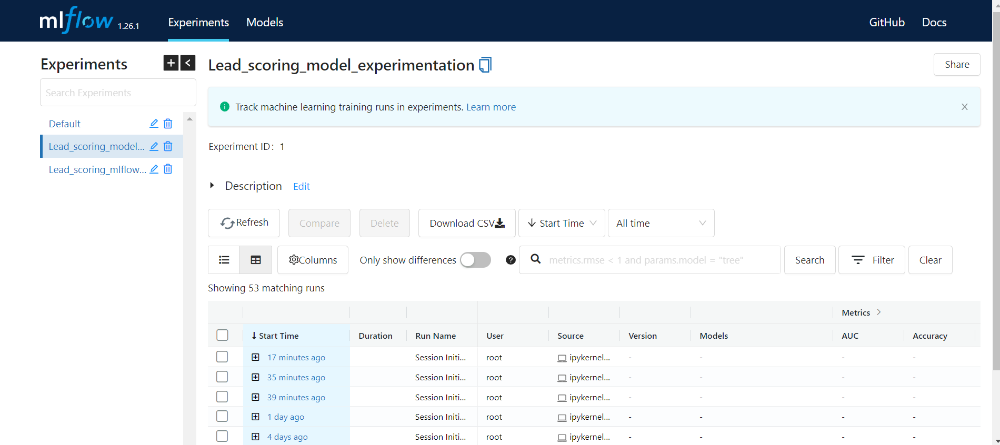 mlflow 1.26.1 Experiments Models GitHub Docs
Experiments
Search Experiments
Default
Lead_scoring_model...
Lead_scoring_mlflow...
Lead_scoring_model_experimentation Share
Track machine learning training runs in experiments. Learn more
Experiment ID: 1
Description Edit
Refresh Compare Delete Download CSV Start Time All time
Columns Only show differences metrics.rmse < 1 and params.model = "tree" Search Filter Clear
Showing 53 matching runs
Metrics
Start Time Duration Run Name User Source Version Models AUC Accuracy
17 minutes ago Session Initi... root ipykernel... - - - -
35 minutes ago Session Initi... root ipykernel... - - - -
39 minutes ago Session Initi... root ipykernel... - - - -
1 day ago Session Initi... root ipykernel... - - - -
4 days ago Session Initi... root ipykernel... - - - -